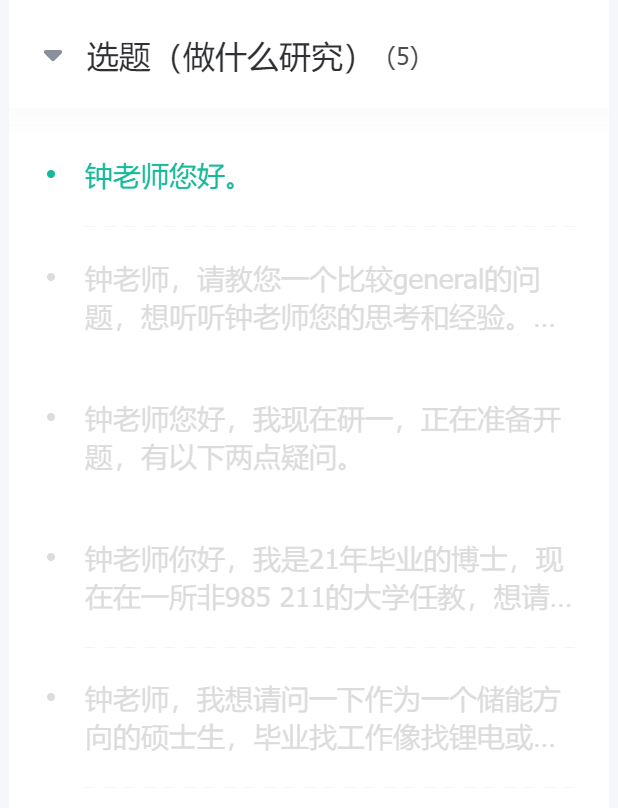 选题（做什么研究）（5）
钟老师您好。
钟老师，请教您一个比较general的问
题，想听听钟老师您的思考和经验。...
钟老师您好，我现在研一，正在准备开
题，有以下两点疑问。
钟老师你好，我是21年毕业的博士，现
在在一所非985 211的大学任教，想请...
钟老师，我想请问一下作为一个储能方
向的硕士生，毕业找工作像找锂电或...